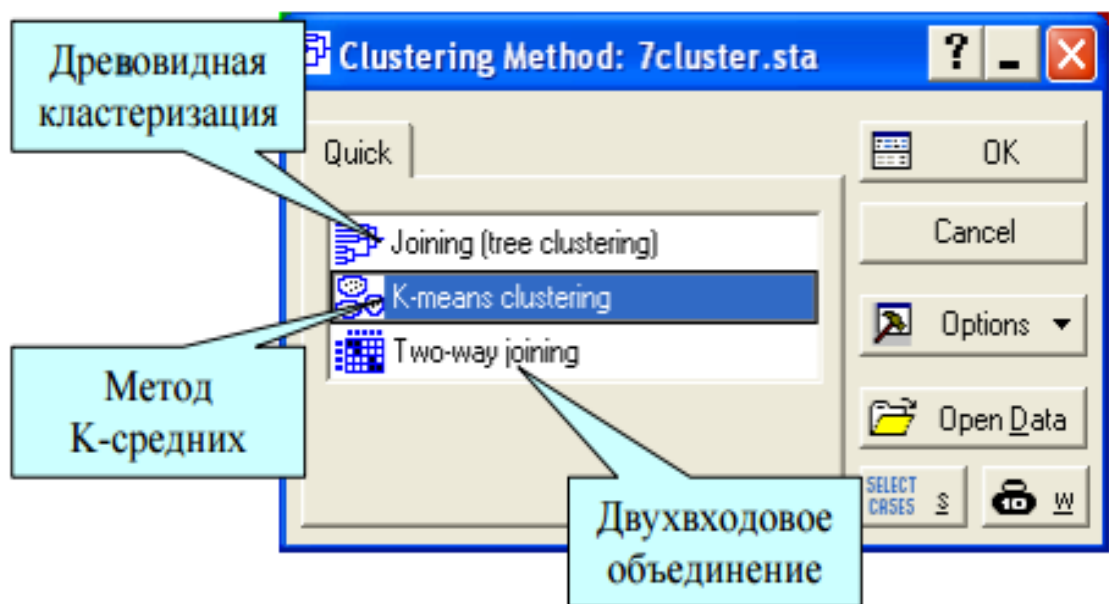 Древовидная
кластеризация
Clustering Method: 7cluster.sta
?
Quick
OK
Joining (tree clustering)
Cancel
K-means clustering
Options
Two-way joining
Метод
К-средних
Open Data
SELECT
CASES S
10 W
Двухвходовое
объединение